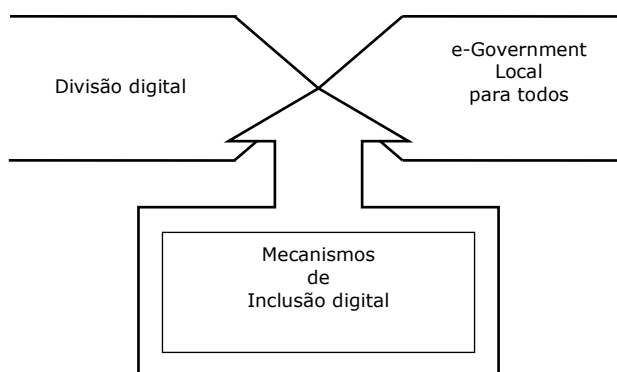 Divisão digital
e-Government
Local
para todos
Mecanismos
de
Inclusão digital